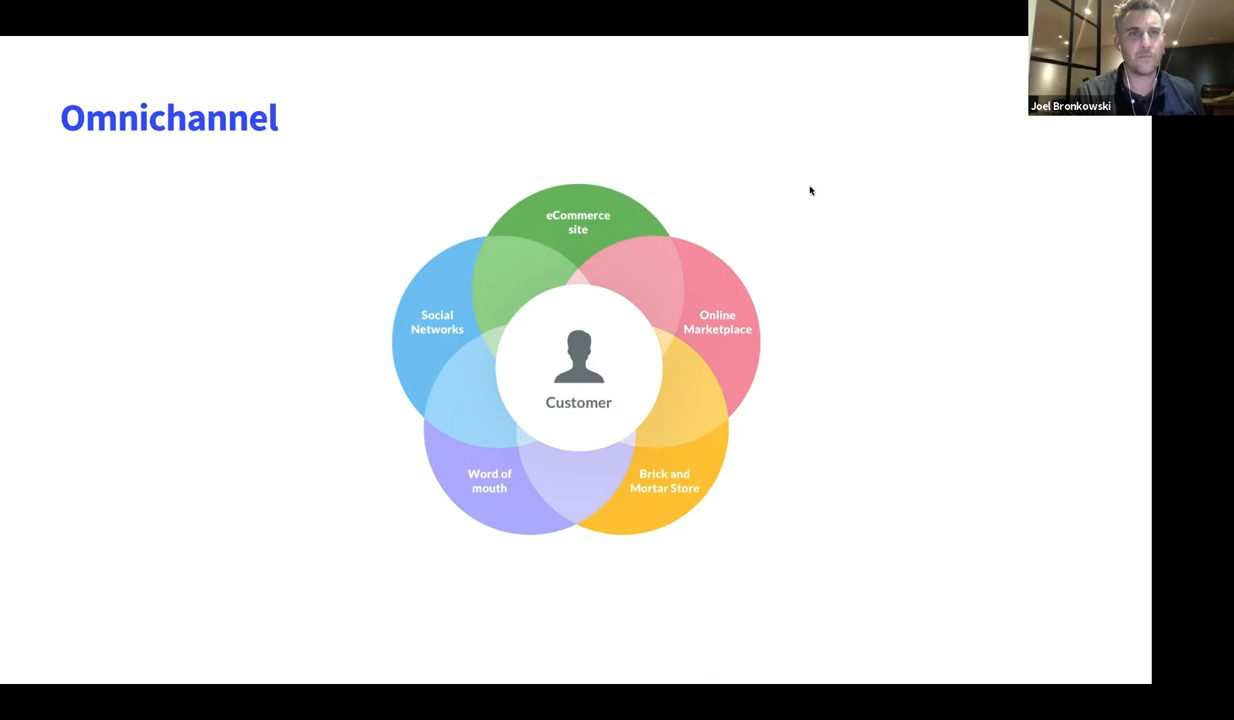 Omnichannel
Joel Bronkowski
eCommerce
site
Social
Networks
Online
Marketplace
Customer
Word of
mouth
Brick and
Mortar Store